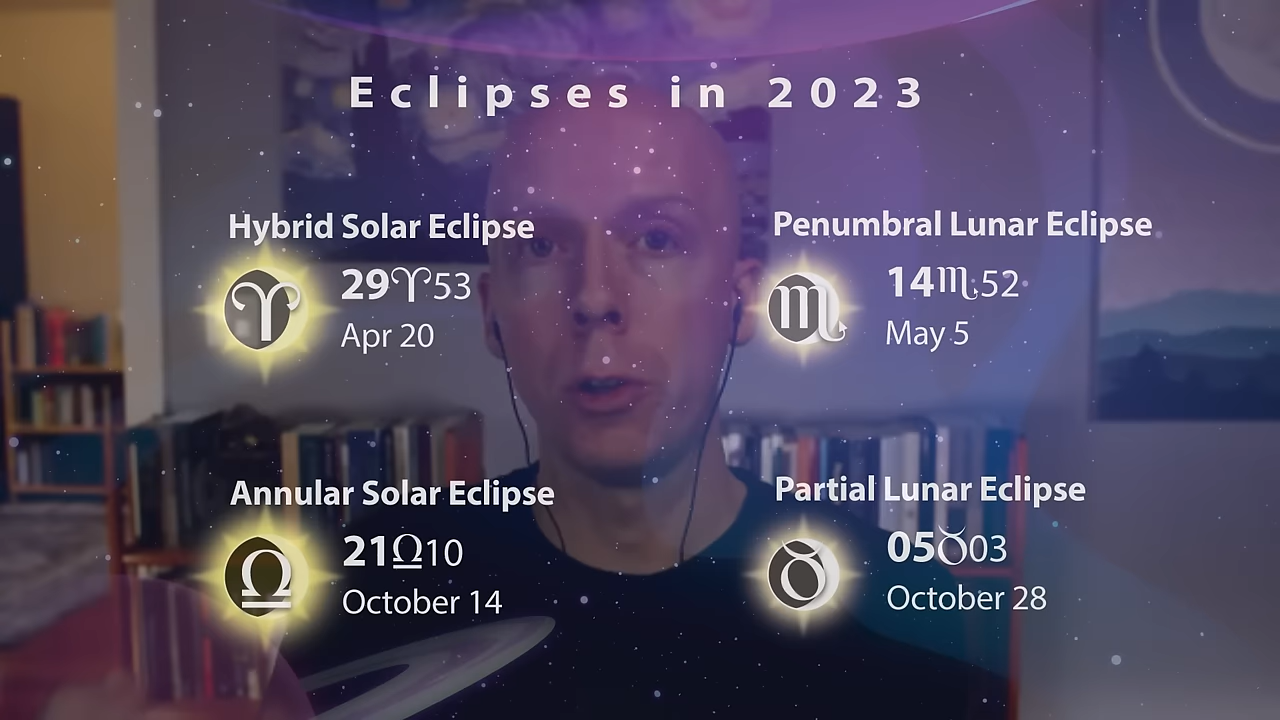 Eclipses in 2023
Hybrid Solar Eclipse
29♈53
Apr 20
Penumbral Lunar Eclipse
14♏52
May 5
Annular Solar Eclipse
21♎10
October 14
Partial Lunar Eclipse
05♉03
October 28